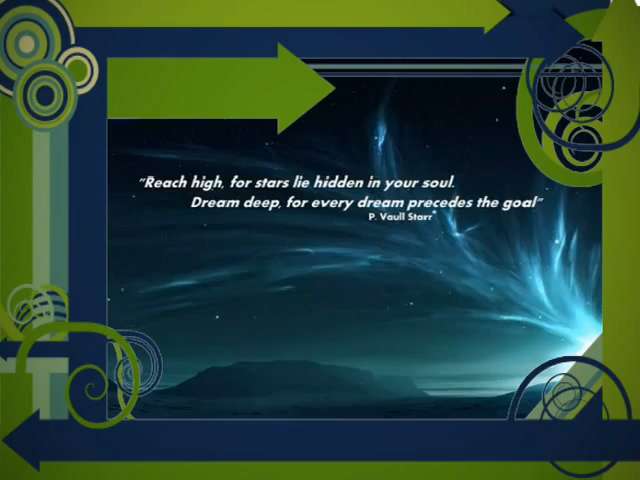 "Reach high, for stars lie hidden in your soul.
Dream deep, for every dream precedes the goal"
P. Vaull Starr